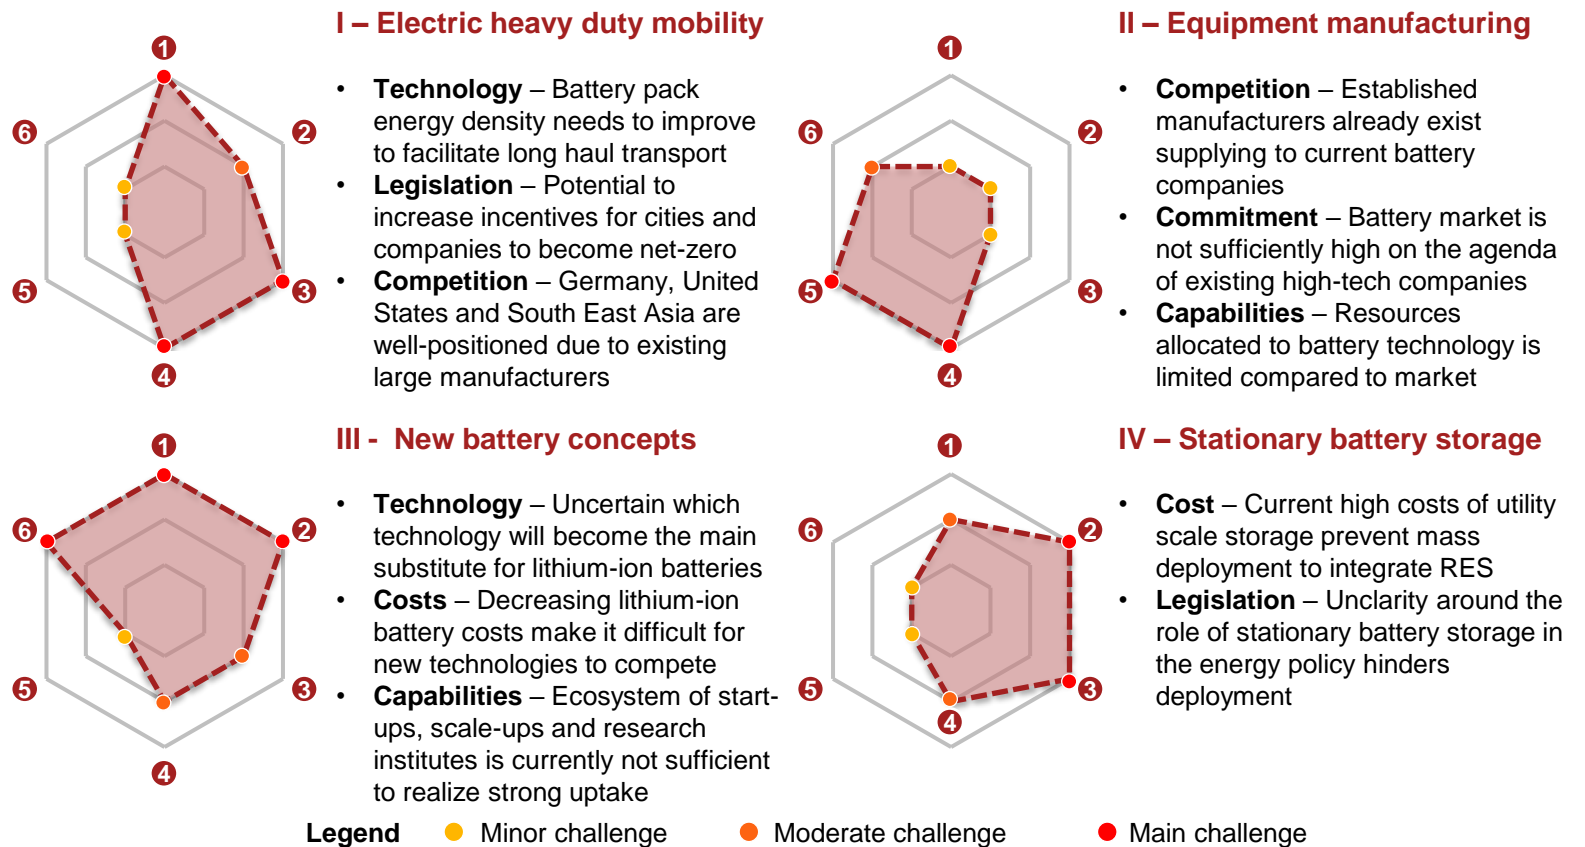 I – Electric heavy duty mobility
1
2
3
4
5
6
• Technology – Battery pack
energy density needs to improve
to facilitate long haul transport
• Legislation – Potential to
increase incentives for cities and
companies to become net-zero
• Competition – Germany, United
States and South East Asia are
well-positioned due to existing
large manufacturers
II – Equipment manufacturing
1
2
3
4
5
6
• Competition – Established
manufacturers already exist
supplying to current battery
companies
• Commitment – Battery market is
not sufficiently high on the agenda
of existing high-tech companies
• Capabilities – Resources
allocated to battery technology is
limited compared to market
III - New battery concepts
1
2
3
4
5
6
• Technology – Uncertain which
technology will become the main
substitute for lithium-ion batteries
• Costs – Decreasing lithium-ion
battery costs make it difficult for
new technologies to compete
• Capabilities – Ecosystem of start-
ups, scale-ups and research
institutes is currently not sufficient
to realize strong uptake
IV – Stationary battery storage
1
2
3
4
5
6
• Cost – Current high costs of utility
scale storage prevent mass
deployment to integrate RES
• Legislation – Unclarity around the
role of stationary battery storage in
the energy policy hinders
deployment
Legend Minor challenge Moderate challenge Main challenge